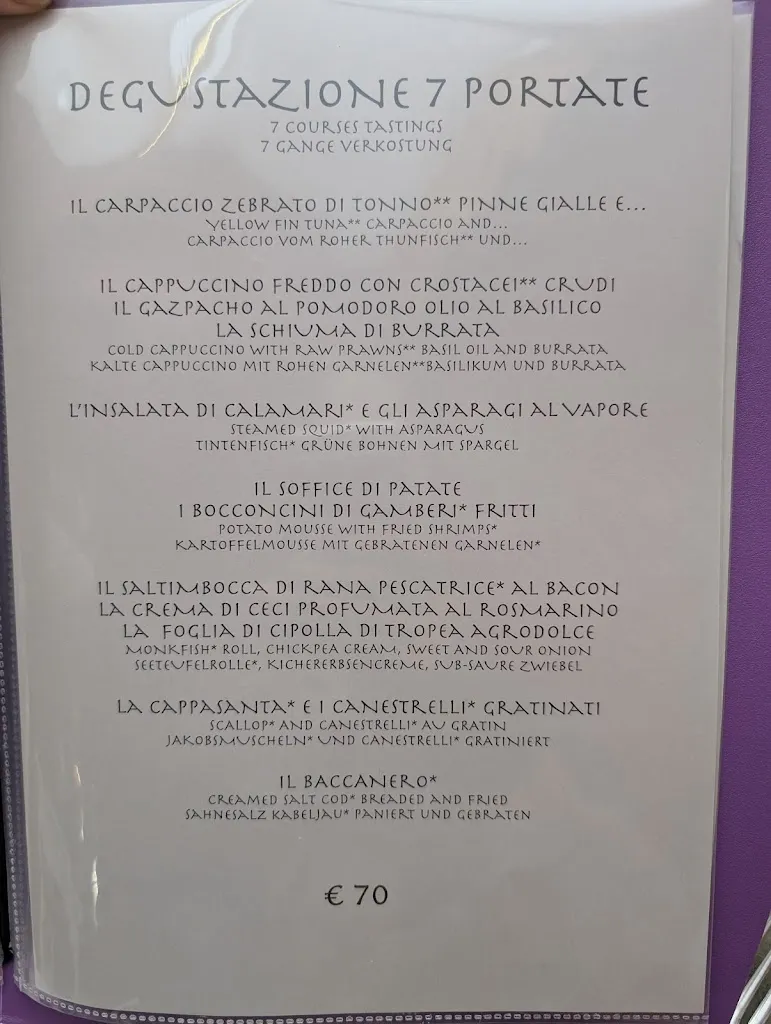 DEGUSTAZIONE 7 PORTATE
7 COURSES TASTINGS
7 GANGE VERKOSTUNG
IL CARPACCIO ZEBRATO DI TONNO** PINNE GIALLE E...
YELLOW FIN TUNA** CARPACCIO AND...
CARPACCIO VOM ROHER THUNFISCH** UND...
IL CAPPUCCINO FREDDO CON CROSTACEI** CRUDI
IL GAZPACHO AL POMODORO OLIO AL BASILICO
LA SCHIUMA DI BURRATA
COLD CAPPUCCINO WITH RAW PRAWNS** BASIL OIL AND BURRATA
KALTE CAPPUCCINO MIT ROHEN GARNELEN**BASILIKUM UND BURRATA
L'INSALATA DI CALAMARI* E GLI ASPARAGI AL VAPORE
STEAMED SQUID* WITH ASPARAGUS
TINTENFISCH* GRÜNE BOHNEN MIT SPARGEL
IL SOFFICE DI PATATE
I BOCCONCINI DI GAMBERI* FRITTI
POTATO MOUSSE WITH FRIED SHRIMPS*
KARTOFFELMOUSSE MIT GEBRATENEN GARNELEN*
IL SALTIMBOCCA DI RANA PESCATRICE* AL BACON
LA CREMA DI CECI PROFUMATA AL ROSMARINO
LA FOGLIA DI CIPOLLA DI TROPEA AGRODOLCE
MONKFISH* ROLL, CHICKPEA CREAM, SWEET AND SOUR ONION
SEETEUFELROLLE*, KICHERERBSENCREME, SUB-SAURE ZWIEBEL
LA CAPPASANTA* E I CANESTRELLI* GRATINATI
SCALLOP* AND CANESTRELLI* AU GRATIN
JAKOBSMUSCHELN* UND CANESTRELLI* GRATINIERT
IL BACCANERO*
CREAMED SALT COD* BREADED AND FRIED
SAHNESALZ KABELJAU* PANIERT UND GEBRATEN
€ 70